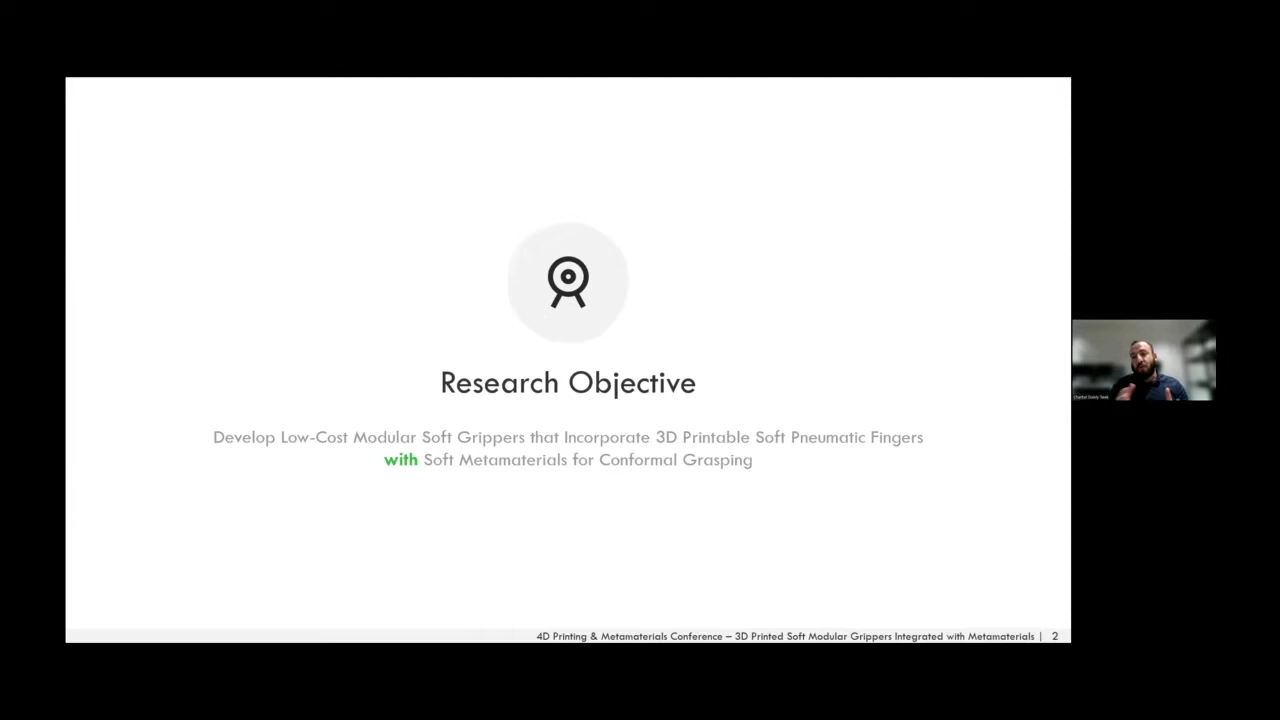 Research Objective
Develop Low-Cost Modular Soft Grippers that Incorporate 3D Printable Soft Pneumatic Fingers
with Soft Metamaterials for Conformal Grasping
4D Printing & Metamaterials Conference – 3D Printed Soft Modular Grippers Integrated with Metamaterials | 2